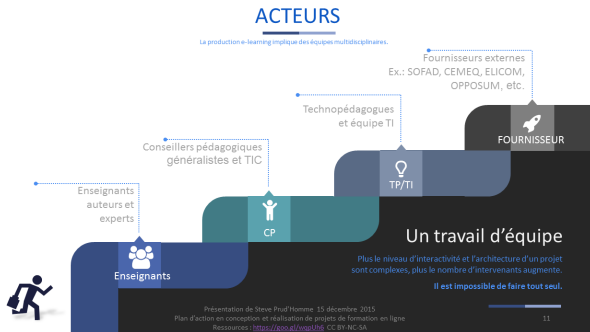 ACTEURS
La production e-learning implique des équipes multidisciplinaires.
Fournisseurs externes
Ex.: SOFAD, CEMEQ, ELICOM,
OPPOSUM, etc.
FOURNISSEUR
Technopédagogues
et équipe TI
TP/TI
Conseillers pédagogiques
généralistes et TIC
CP
Enseignants
auteurs et
experts
Enseignants
Un travail d'équipe
Plus le niveau d'interactivité et l'architecture d'un projet
sont complexes, plus le nombre d'intervenants augmente.
Il est impossible de faire tout seul.
Présentation de Steve Prud'Homme 15 décembre 2015
Plan d'action en conception et réalisation de projets de formation en ligne
Ressources : CC BY-NC-SA
11